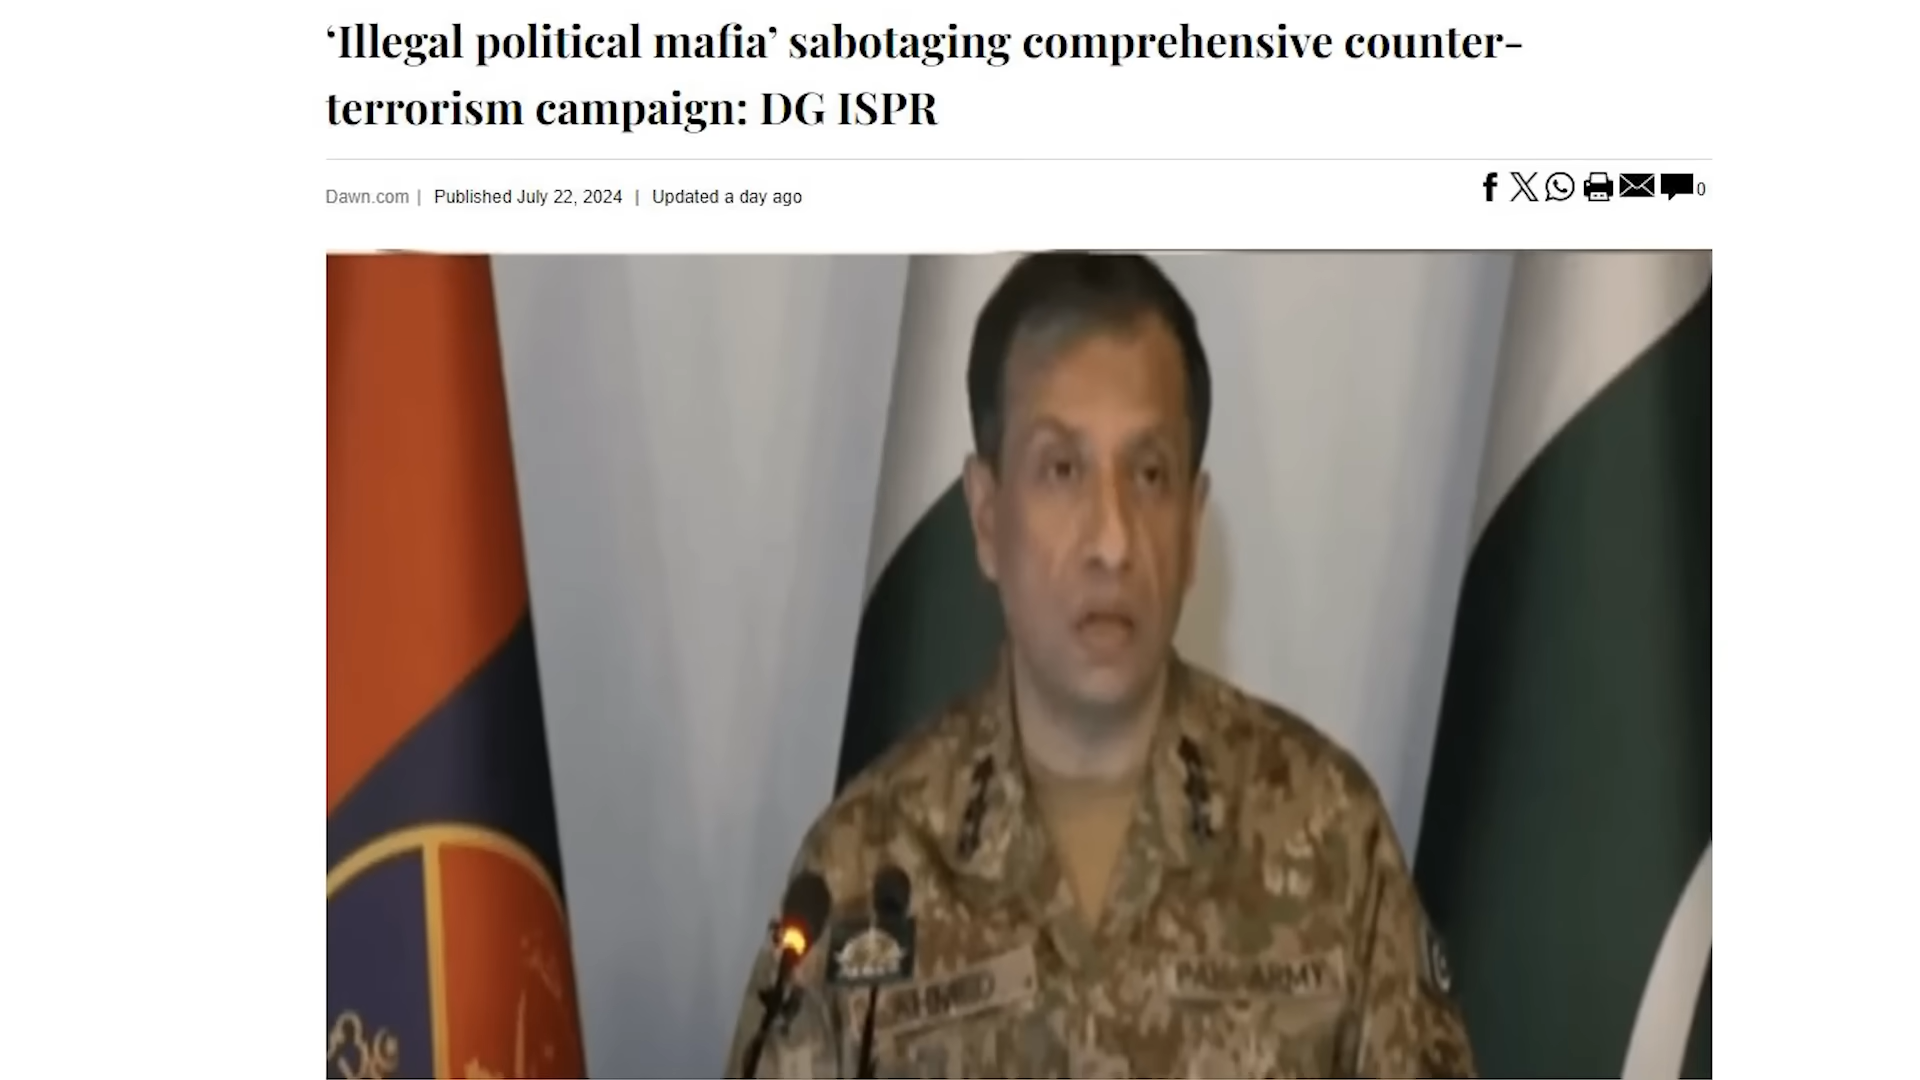 ‘Illegal political mafia’ sabotaging comprehensive counter-
terrorism campaign: DG ISPR
Dawn.com | Published July 22, 2024 | Updated a day ago
0
AHMED
PAK ARMY